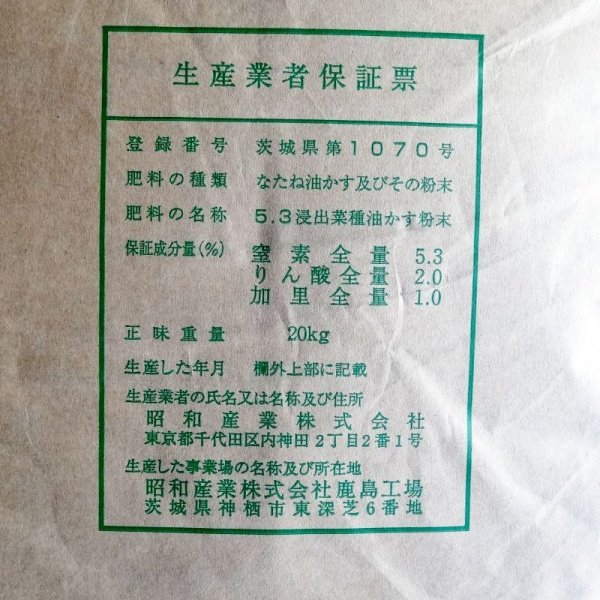 生産業者保証票
登録番号 茨城県第1070号
肥料の種類 なたね油かす及びその粉末
肥料の名称 5.3浸出菜種油かす粉末
保証成分量(%) 窒素全量 5.3
りん酸全量 2.0
加里全量 1.0
正味重量 20kg
生産した年月 欄外上部に記載
生産業者の氏名又は名称及び住所
昭和産業株式会社
東京都千代田区内神田2丁目2番1号
生産した事業場の名称及び所在地
昭和産業株式会社鹿島工場
茨城県神栖市東深芝6番地